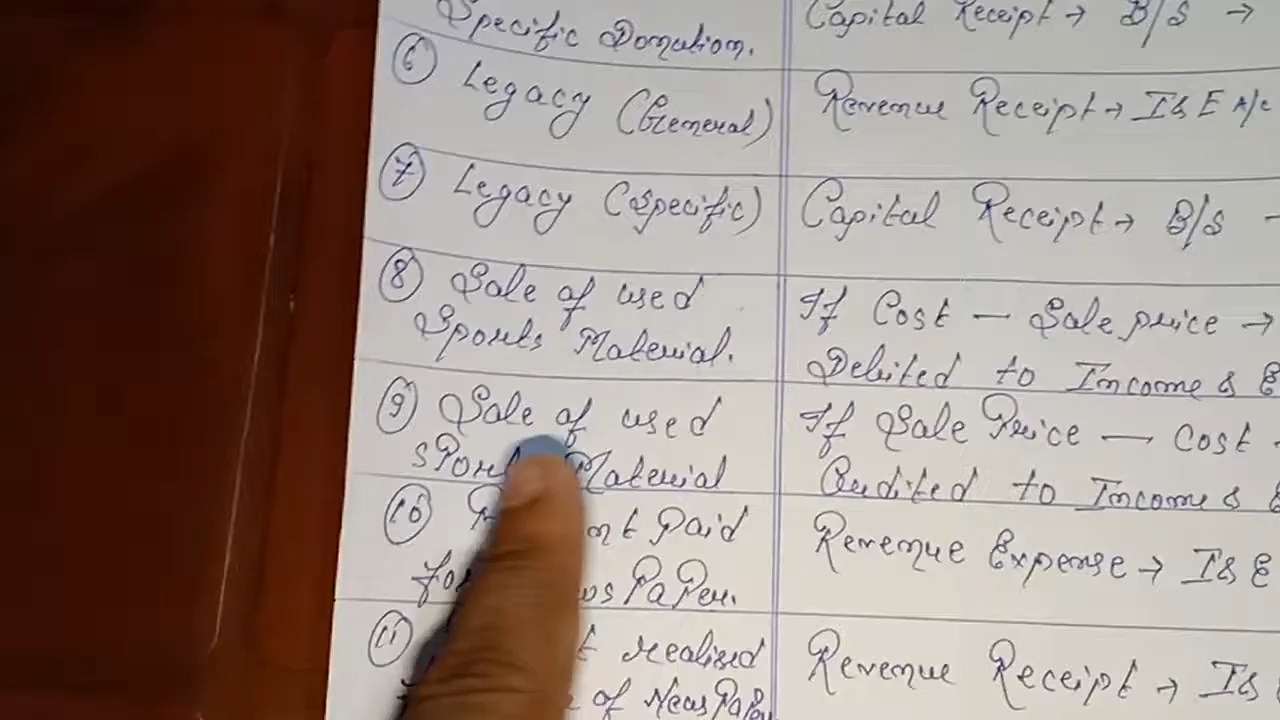 Specific Donation.
Capital Receipt → B/S →
6 Legacy (General)
Revenue Receipt → I & E A/c
7 Legacy (Specific)
Capital Receipt → B/S
8 Sale of used
Sports Material.
If Cost — Sale price →
Debited to Income & E
9 Sale of used
Material
If Sale Price — Cost
Credited to Income & E
10 Paid
Paper.
Revenue Expense → I & E
11 realised
of News Paper
Revenue Receipt → I &